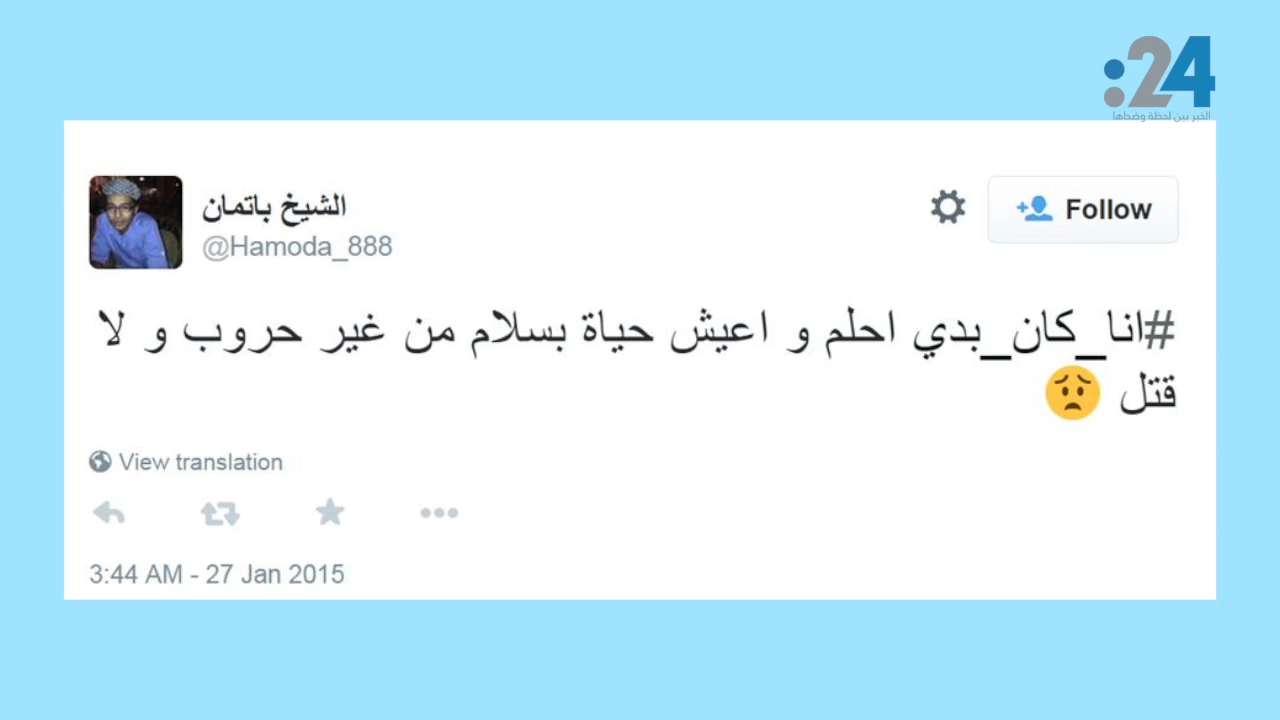 :24
الخبر بين لحظة وضحاها
الشيخ باتمان
@Hamoda_888
Follow
#انا_كان_بدي احلم و اعيش حياة بسلام من غير حروب و لا
قتل 😟
View translation
3:44 AM - 27 Jan 2015